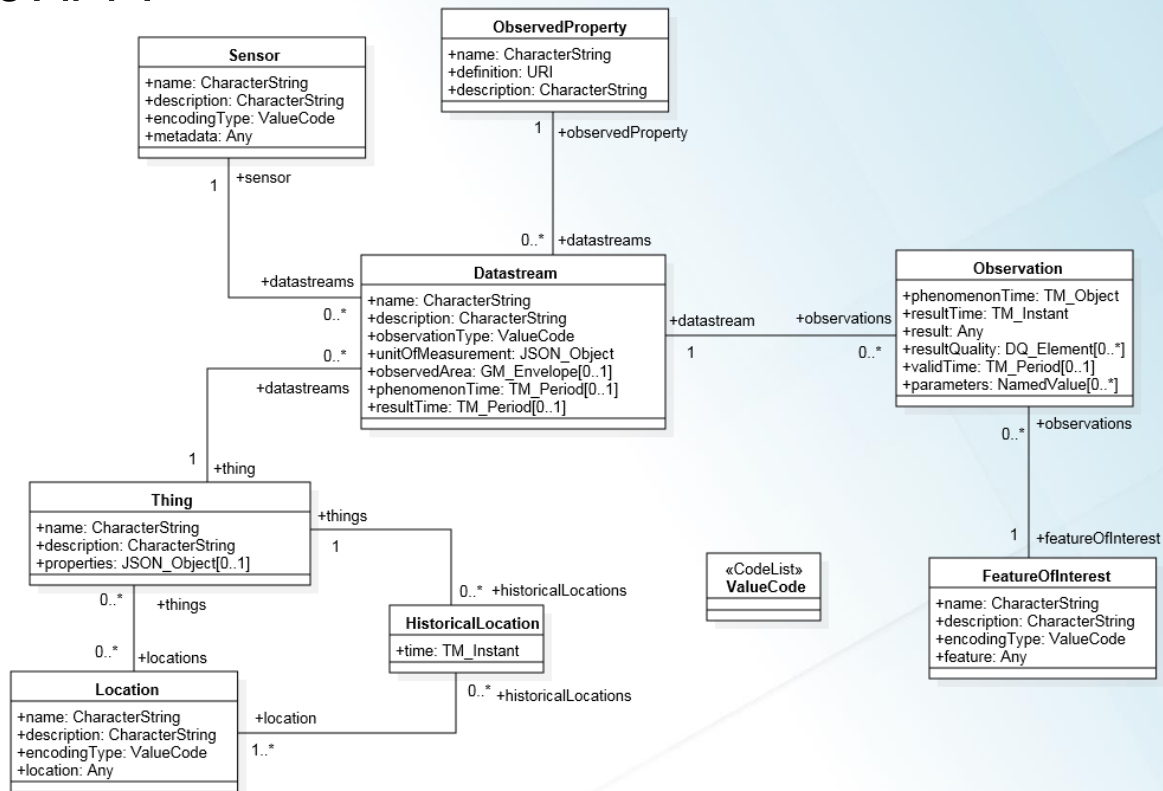 ObservedProperty
+name: CharacterString
+definition: URI
+description: CharacterString
Sensor
+name: CharacterString
+description: CharacterString
+encodingType: ValueCode
+metadata: Any
1
+observedProperty
1
+sensor
0..*
+datastreams
+datastreams
0..*
Datastream
+name: CharacterString
+description: CharacterString
+observationType: ValueCode
+unitOfMeasurement: JSON_Object
+observedArea: GM_Envelope[0..1]
+phenomenonTime: TM_Period[0..1]
+resultTime: TM_Period[0..1]
+datastream
1
+observations
0..*
Observation
+phenomenonTime: TM_Object
+resultTime: TM_Instant
+result: Any
+resultQuality: DQ_Element[0..*]
+validTime: TM_Period[0..1]
+parameters: NamedValue[0..*]
0..*
+datastreams
1
+thing
0..*
+observations
1
+featureOfInterest
Thing
+name: CharacterString
+description: CharacterString
+properties: JSON_Object[0..1]
+things
1
0..*
+historicalLocations
0..*
+things
0..*
+locations
HistoricalLocation
+time: TM_Instant
0..*
+historicalLocations
«CodeList»
ValueCode
FeatureOfInterest
+name: CharacterString
+description: CharacterString
+encodingType: ValueCode
+feature: Any
Location
+name: CharacterString
+description: CharacterString
+encodingType: ValueCode
+location: Any
+location
1..*